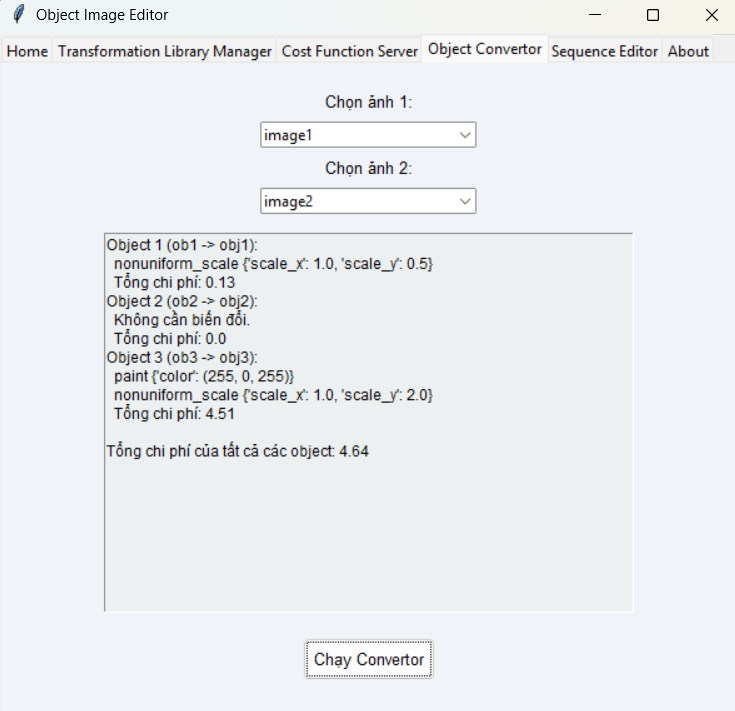 Object Image Editor
Home Transformation Library Manager Cost Function Server Object Convertor Sequence Editor About
Chọn ảnh 1:
image1
Chọn ảnh 2:
image2
Object 1 (ob1 -> obj1):
nonuniform_scale {'scale_x': 1.0, 'scale_y': 0.5}
Tổng chi phí: 0.13
Object 2 (ob2 -> obj2):
Không cần biến đổi.
Tổng chi phí: 0.0
Object 3 (ob3 -> obj3):
paint {'color': (255, 0, 255)}
nonuniform_scale {'scale_x': 1.0, 'scale_y': 2.0}
Tổng chi phí: 4.51
Tổng chi phí của tất cả các object: 4.64
Chạy Convertor